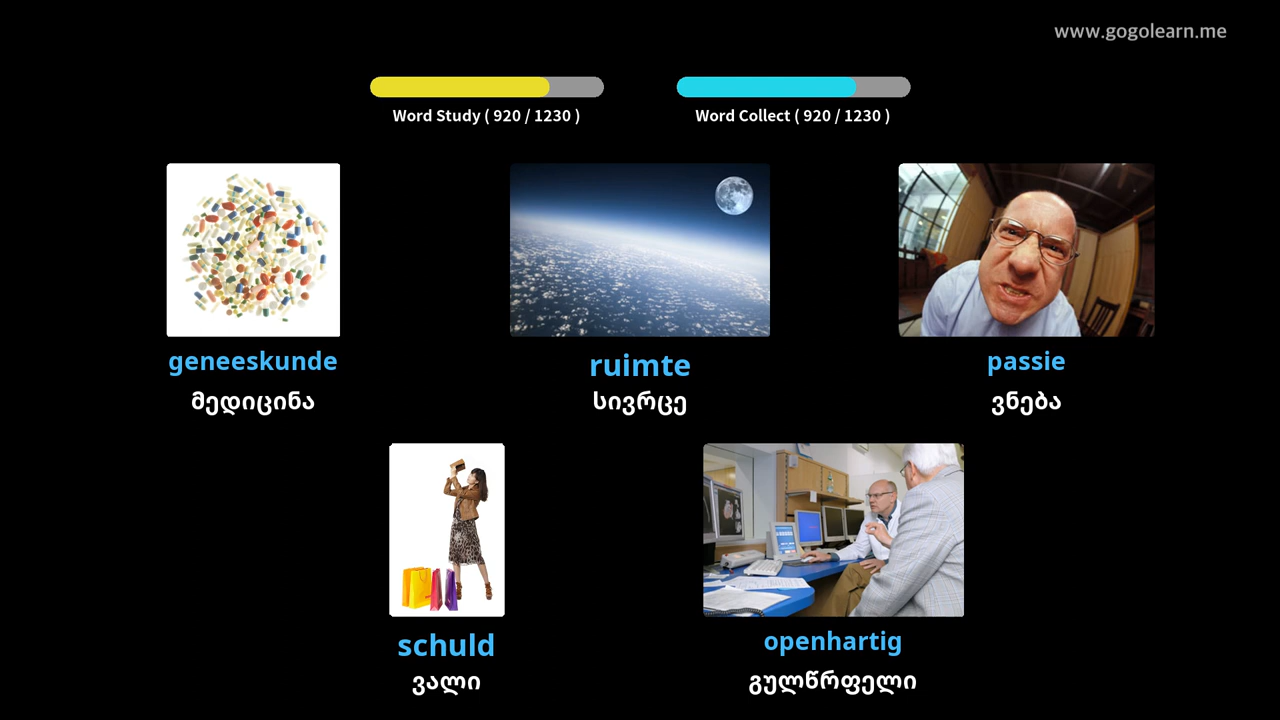 www.gogolearn.me
Word Study ( 920 / 1230 )
Word Collect ( 920 / 1230 )
geneeskunde
მედიცინა
ruimte
სივრცე
passie
ვნება
schuld
ვალი
openhartig
გულწრფელი